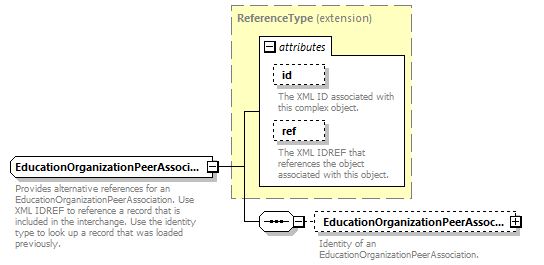 ReferenceType (extension)
attributes
id
The XML ID associated with
this complex object.
ref
The XML IDREF that
references the object
associated with this object.
EducationOrganizationPeerAssoci...
Provides alternative references for an
EducationOrganizationPeerAssociation. Use
XML IDREF to reference a record that is
included in the interchange. Use the identity
type to look up a record that was loaded
previously.
EducationOrganizationPeerAssoc...
Identity of an
EducationOrganizationPeerAssociation.